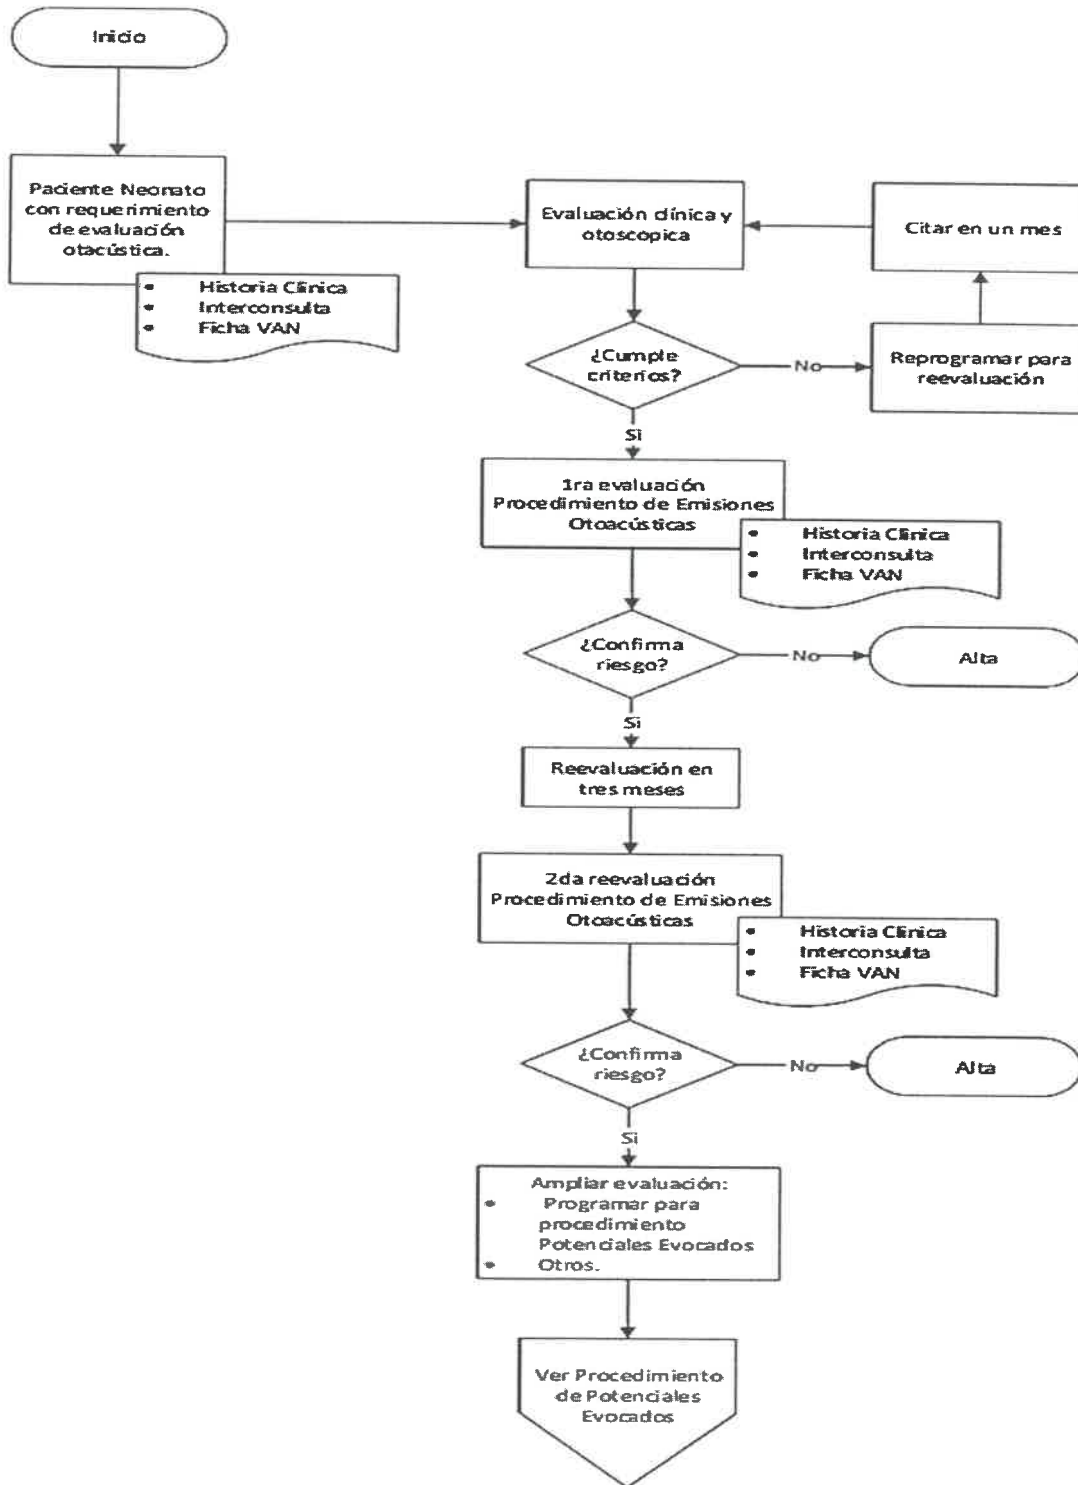 Inicio
Paciente Neonato
con requerimiento
de evaluación
otacústica.
• Historia Clínica
• Interconsulta
• Ficha VAN
Evaluación clínica y
otoscopica
Citar en un mes
¿Cumple
criterios?
No
Reprogramar para
reevaluación
Si
1ra evaluación
Procedimiento de Emisiones
Otoacústicas
• Historia Clínica
• Interconsulta
• Ficha VAN
¿Confirma
riesgo?
No
Alta
Si
Reevaluación en
tres meses
2da reevaluación
Procedimiento de Emisiones
Otoacústicas
• Historia Clínica
• Interconsulta
• Ficha VAN
¿Confirma
riesgo?
No
Alta
Si
Ampliar evaluación:
• Programar para
procedimiento
Potenciales Evocados
• Otros.
Ver Procedimiento
de Potenciales
Evocados